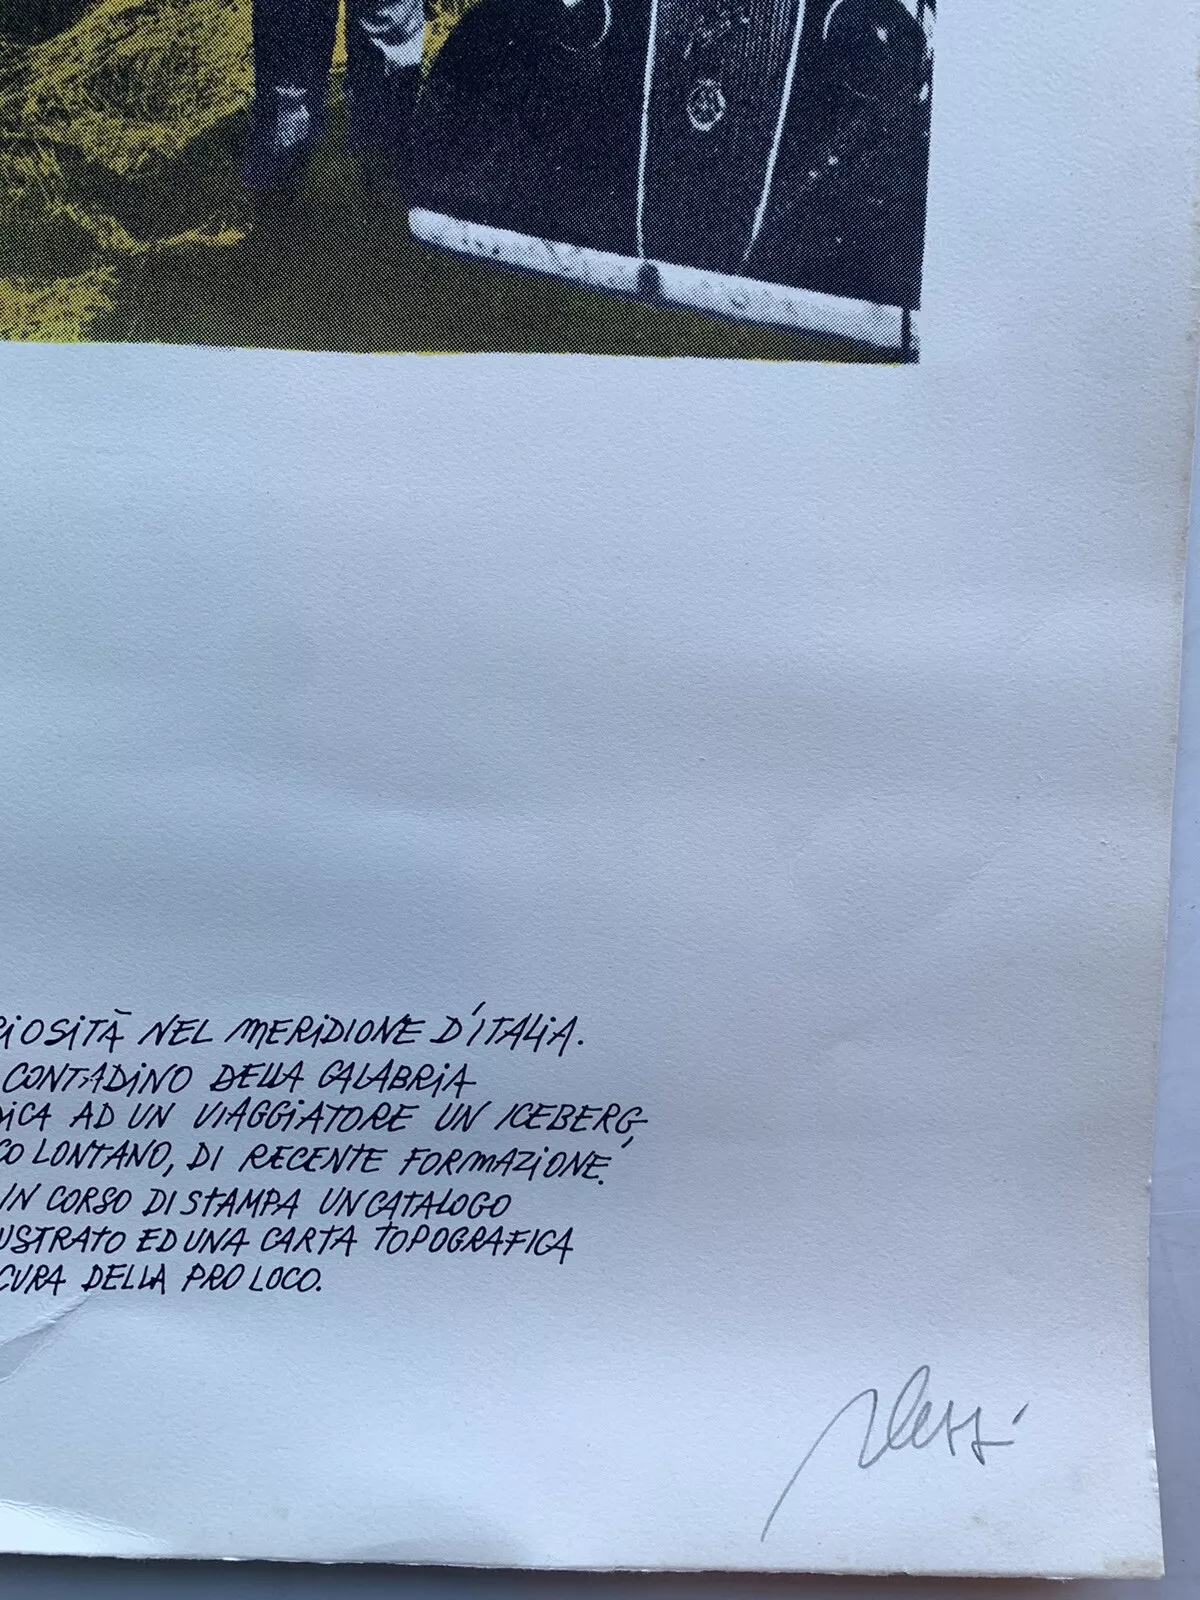 RIOSITÀ NEL MERIDIONE D'ITALIA.
CONTADINO DELLA CALABRIA
DICA AD UN VIAGGIATORE UN ICEBERG,
CO LONTANO, DI RECENTE FORMAZIONE.
IN CORSO DI STAMPA UN CATALOGO
USTRATO ED UNA CARTA TOPOGRAFICA
CURA DELLA PRO LOCO.